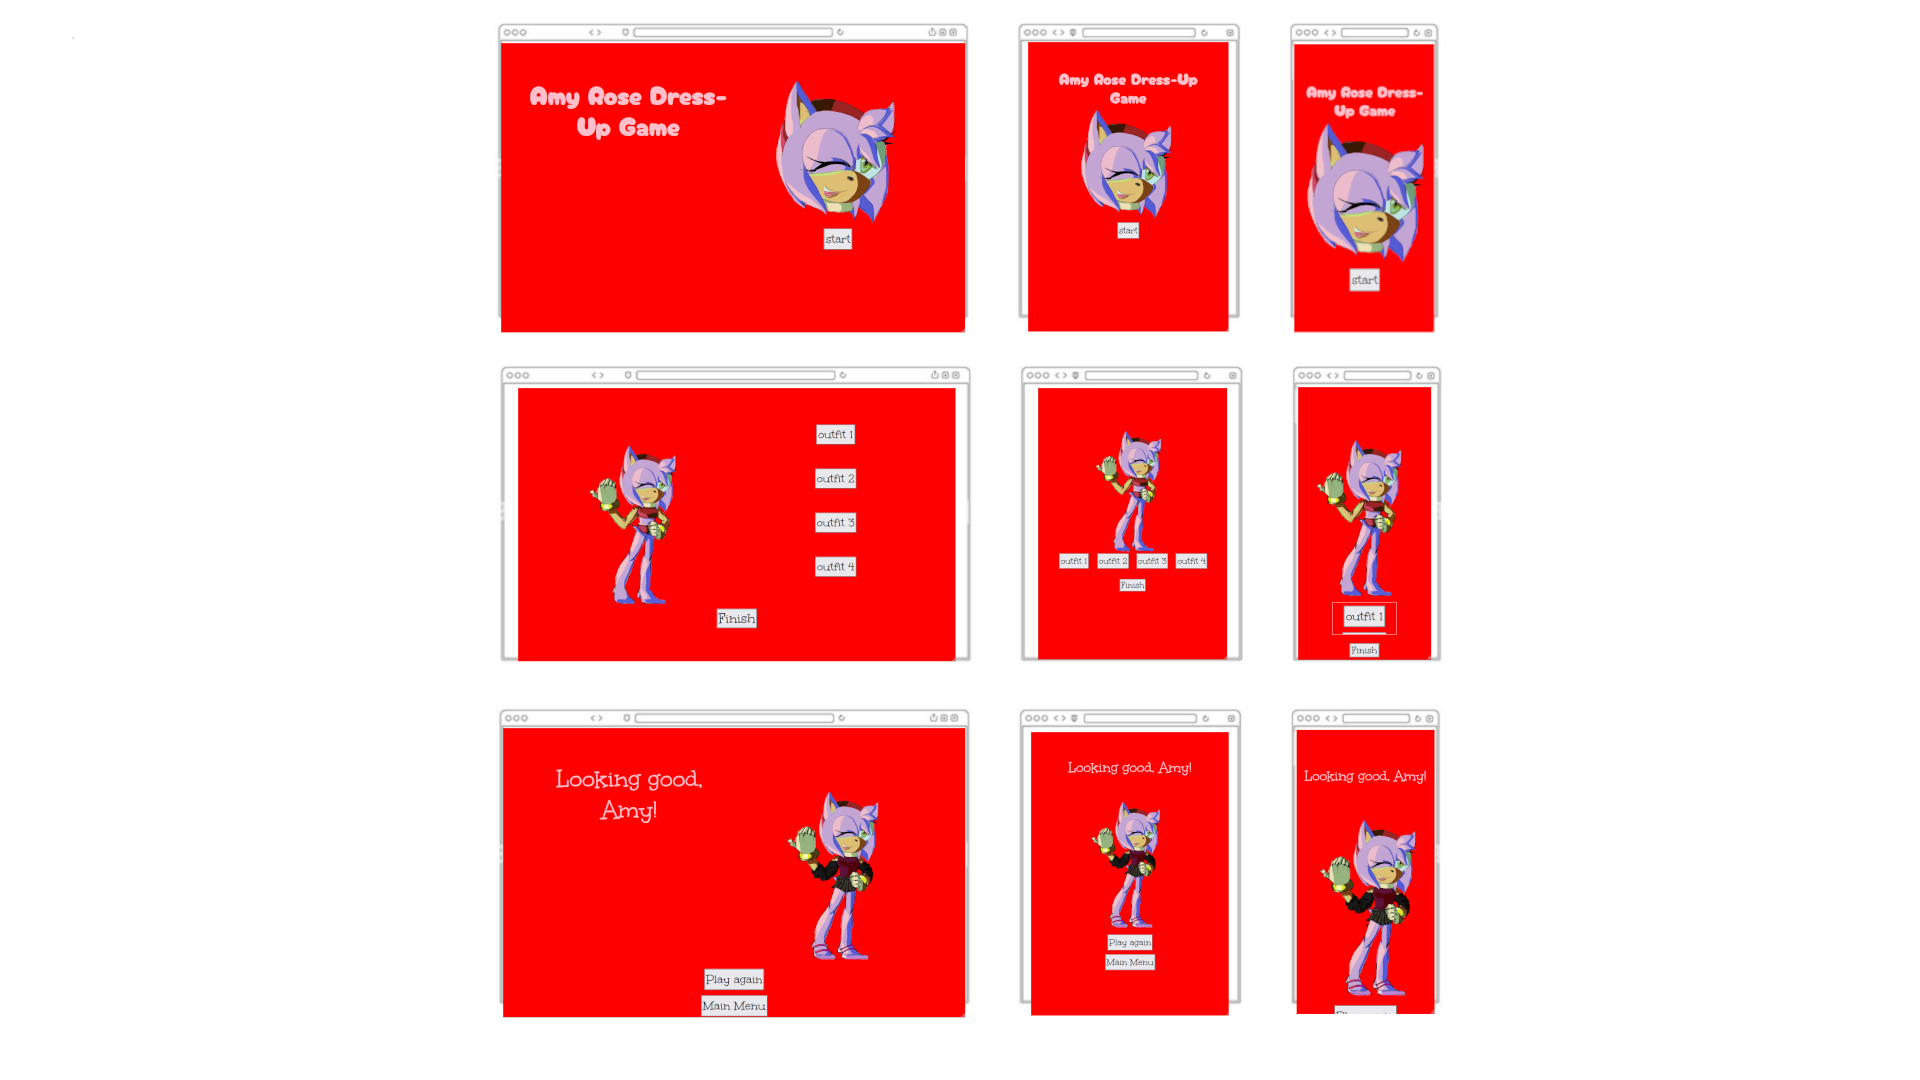 Amy Rose Dress-
Up Game
start
Amy Rose Dress-Up
Game
start
Amy Rose Dress-
Up Game
start
outfit 1
outfit 2
outfit 3
outfit 4
Finish
outfit 1 outfit 2 outfit 3 outfit 4
Finish
outfit 1
Finish
Looking good,
Amy!
Play again
Main Menu
Looking good, Amy!
Play again
Main Menu
Looking good, Amy!